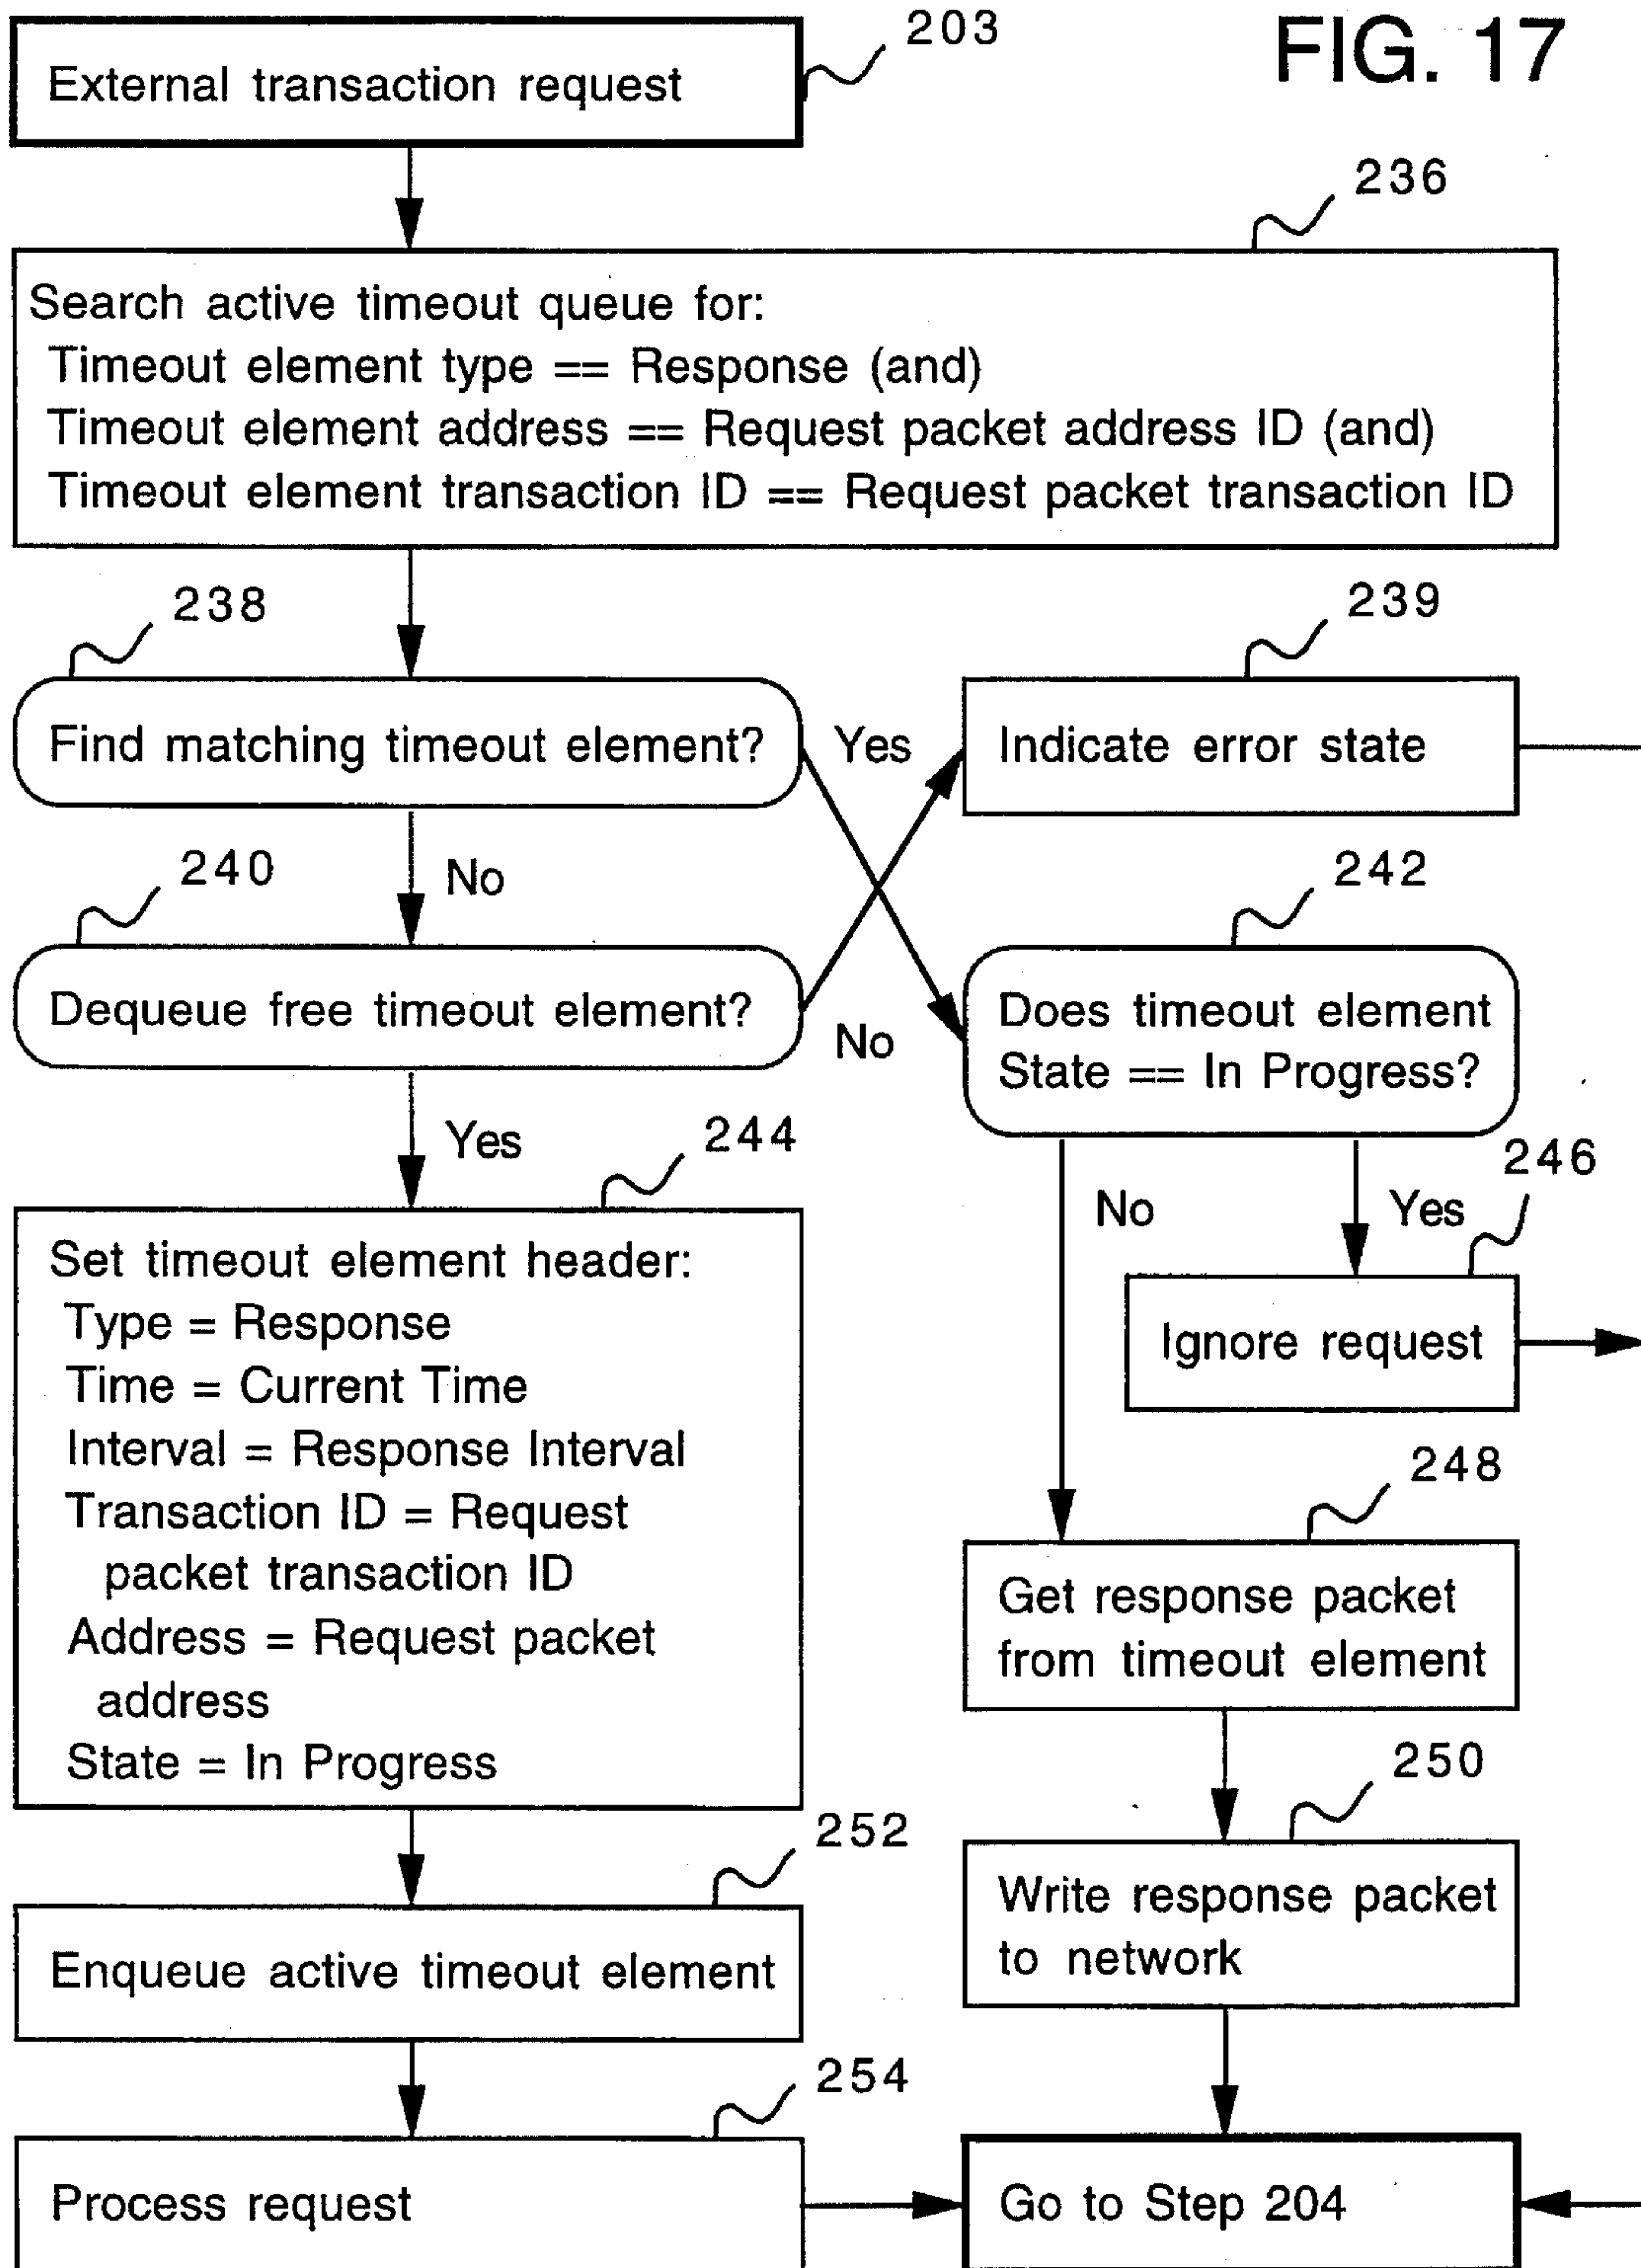 203
FIG. 17
External transaction request
236
Search active timeout queue for:
Timeout element type == Response (and)
Timeout element address == Request packet address ID (and)
Timeout element transaction ID == Request packet transaction ID
238
239
Find matching timeout element?
Yes
Indicate error state
240
No
242
Dequeue free timeout element?
No
Does timeout element
State == In Progress?
Yes
244
No
Yes
246
Set timeout element header:
Type = Response
Time = Current Time
Interval = Response Interval
Transaction ID = Request
packet transaction ID
Address = Request packet
address
State = In Progress
Ignore request
248
Get response packet
from timeout element
250
252
Write response packet
to network
Enqueue active timeout element
254
Process request
Go to Step 204